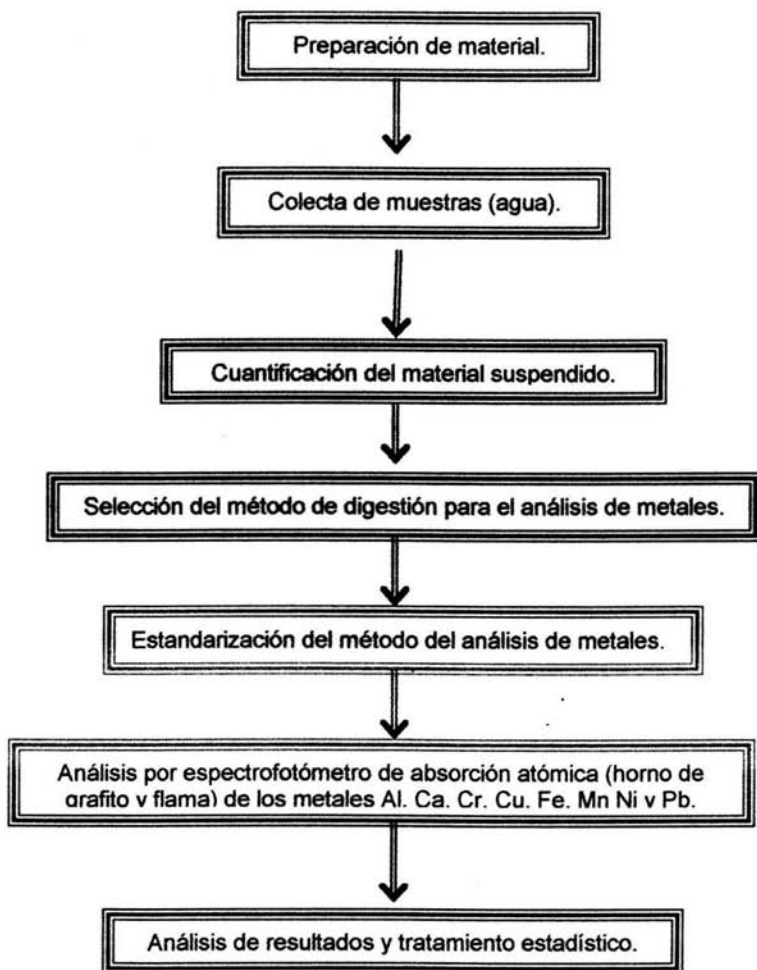 Preparación de material.
Colecta de muestras (agua).
Cuantificación del material suspendido.
Selección del método de digestión para el análisis de metales.
Estandarización del método del análisis de metales.
Análisis por espectrofotómetro de absorción atómica (horno de
grafito y flama) de los metales Al. Ca. Cr. Cu. Fe. Mn Ni y Pb.
Análisis de resultados y tratamiento estadístico.